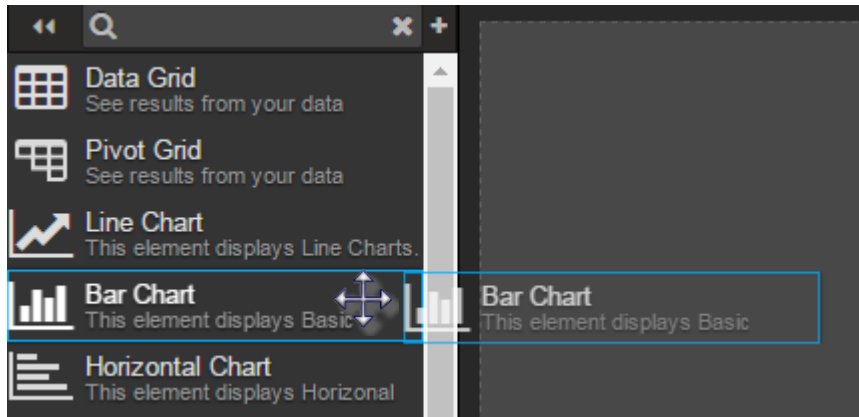 Data Grid
See results from your data
Pivot Grid
See results from your data
Line Chart
This element displays Line Charts.
Bar Chart
This element displays Basic
Bar Chart
This element displays Basic
Horizontal Chart
This element displays Horizonal